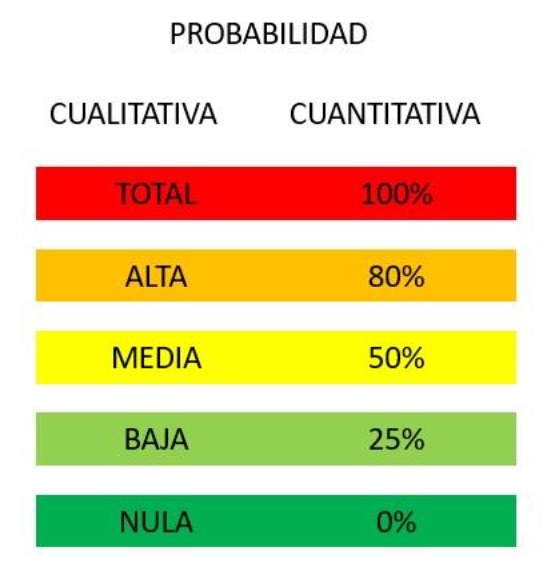 PROBABILIDAD
CUALITATIVA CUANTITATIVA
TOTAL 100%
ALTA 80%
MEDIA 50%
BAJA 25%
NULA 0%